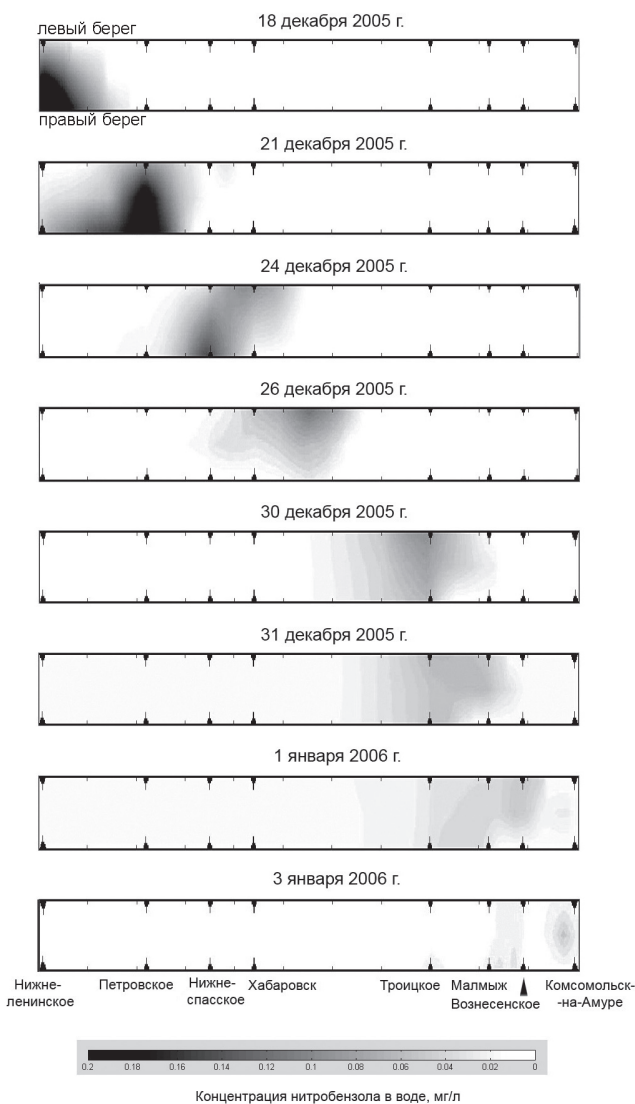 18 декабря 2005 г.
левый берег
правый берег
21 декабря 2005 г.
24 декабря 2005 г.
26 декабря 2005 г.
30 декабря 2005 г.
31 декабря 2005 г.
1 января 2006 г.
3 января 2006 г.
Нижне-
ленинское
Петровское
Нижне-
спасское
Хабаровск
Троицкое
Малмыж
Вознесенское
Комсомольск-
-на-Амуре
0.2 0.18 0.16 0.14 0.12 0.1 0.08 0.06 0.04 0.02 0
Концентрация нитробензола в воде, мг/л